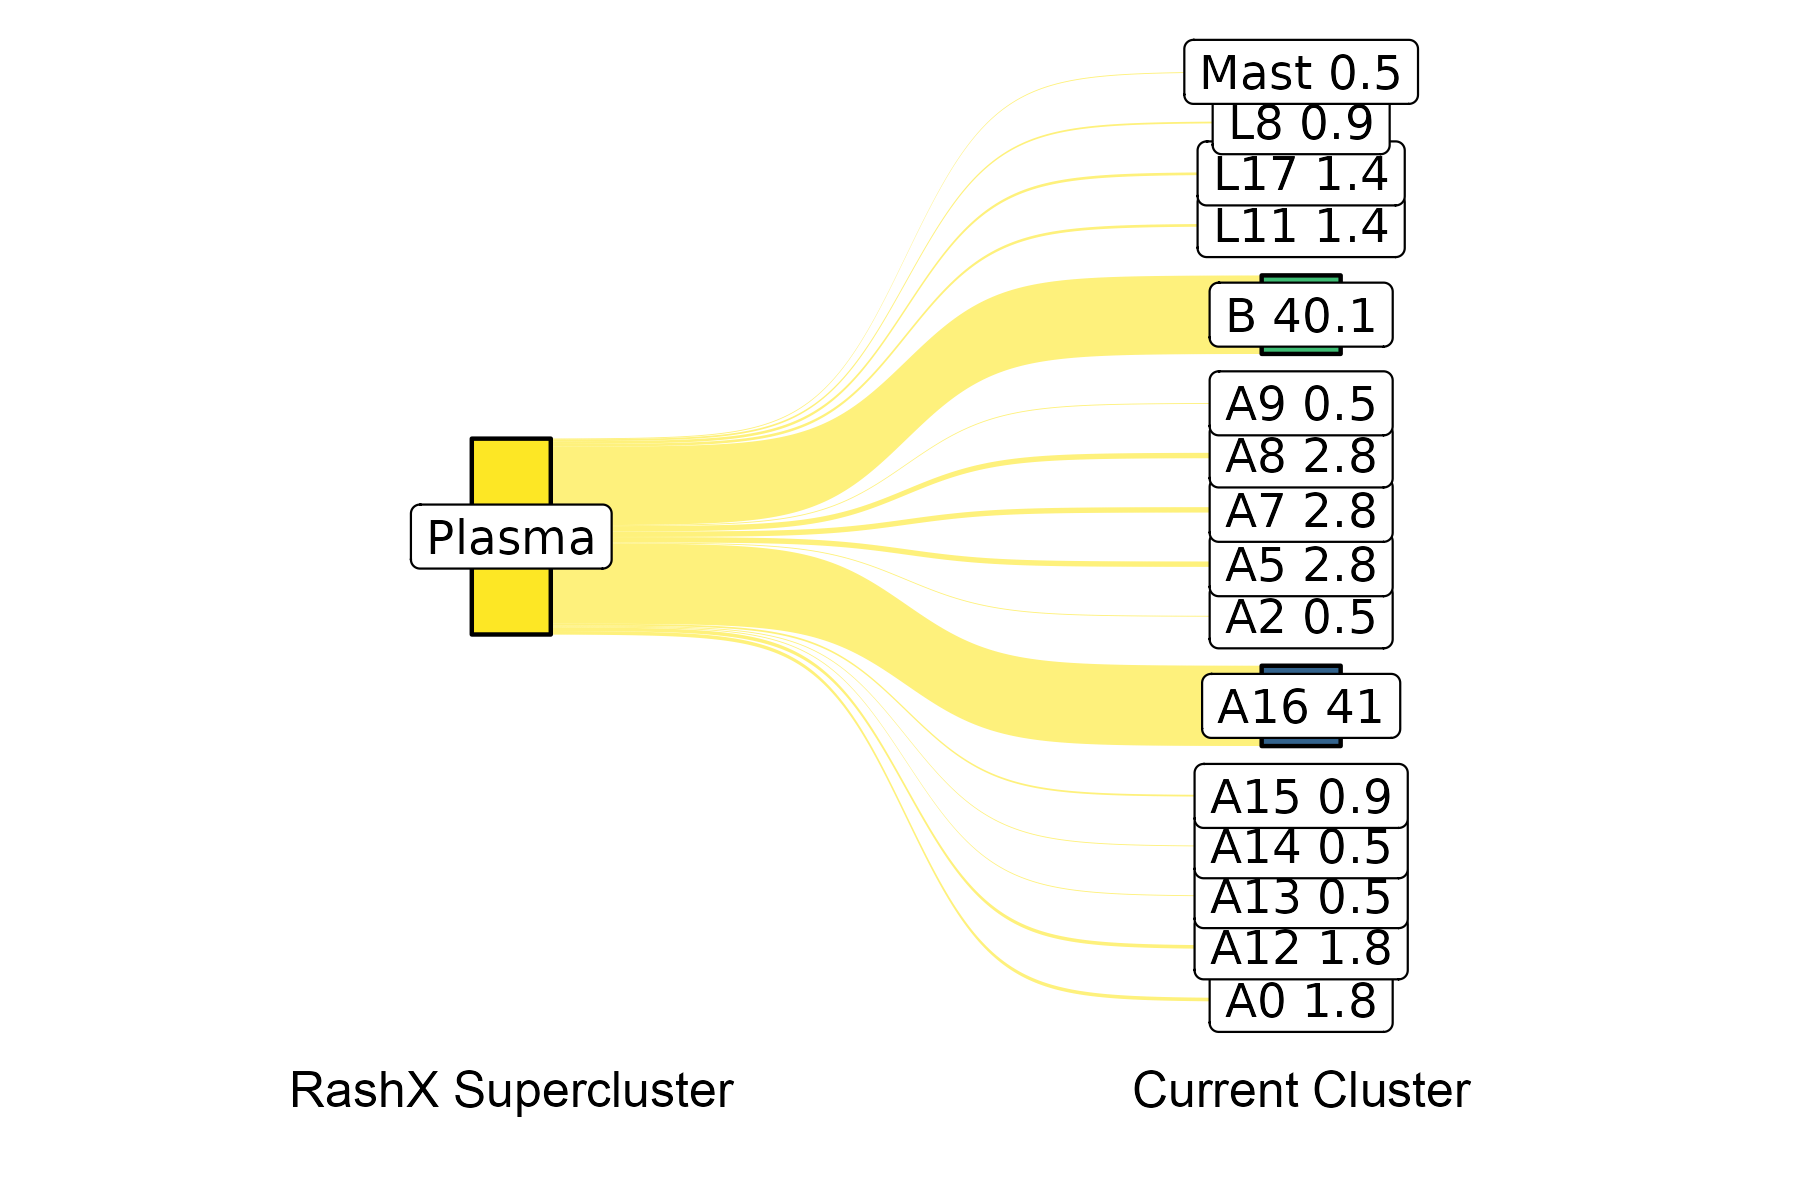 Mast 0.5
L8 0.9
L17 1.4
L11 1.4
B 40.1
A9 0.5
A8 2.8
A7 2.8
A5 2.8
A2 0.5
A16 41
A15 0.9
A14 0.5
A13 0.5
A12 1.8
A0 1.8
Plasma
RashX Supercluster
Current Cluster